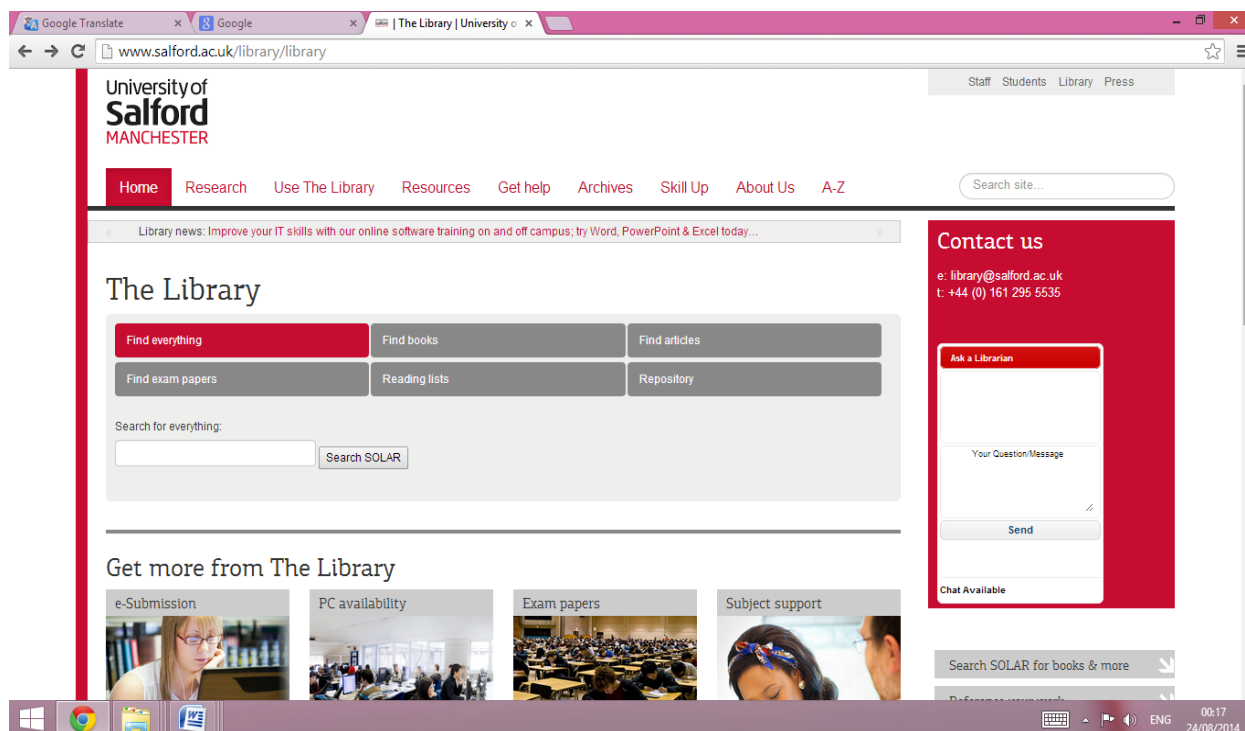 Google Translate
Google
| The Library | University o
www.salford.ac.uk/library/library
University of
Salford
MANCHESTER
Staff Students Library Press
Home Research Use The Library Resources Get help Archives Skill Up About Us A-Z
Search site...
Library news: Improve your IT skills with our online software training on and off campus; try Word, PowerPoint & Excel today...
Contact us
e: library@salford.ac.uk
t: +44 (0) 161 295 5535
The Library
Find everything Find books Find articles
Find exam papers Reading lists Repository
Search for everything:
Search SOLAR
Ask a Librarian
Your Question/Message
Send
Chat Available
Get more from The Library
e-Submission PC availability Exam papers Subject support
Search SOLAR for books & more
ENG
00:17
24/08/2014